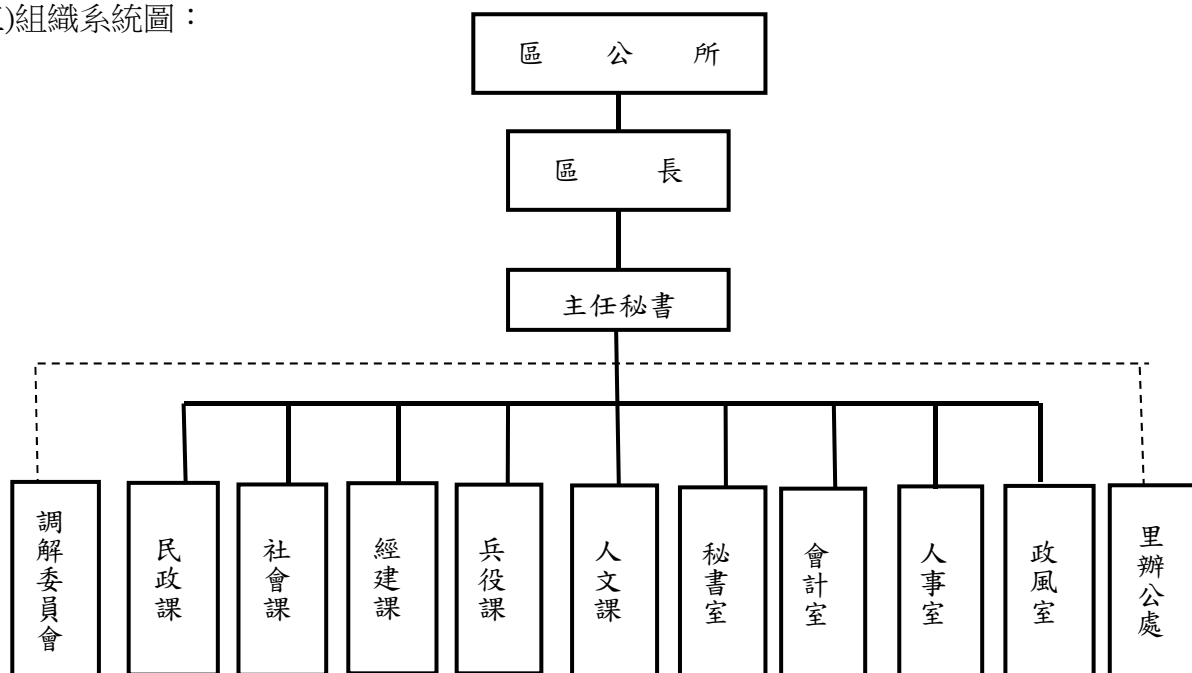 )組織系統圖：
區 公 所
區 長
主任秘書
調解委員會
民政課
社會課
經建課
兵役課
人文課
秘書室
會計室
人事室
政風室
里辦公處